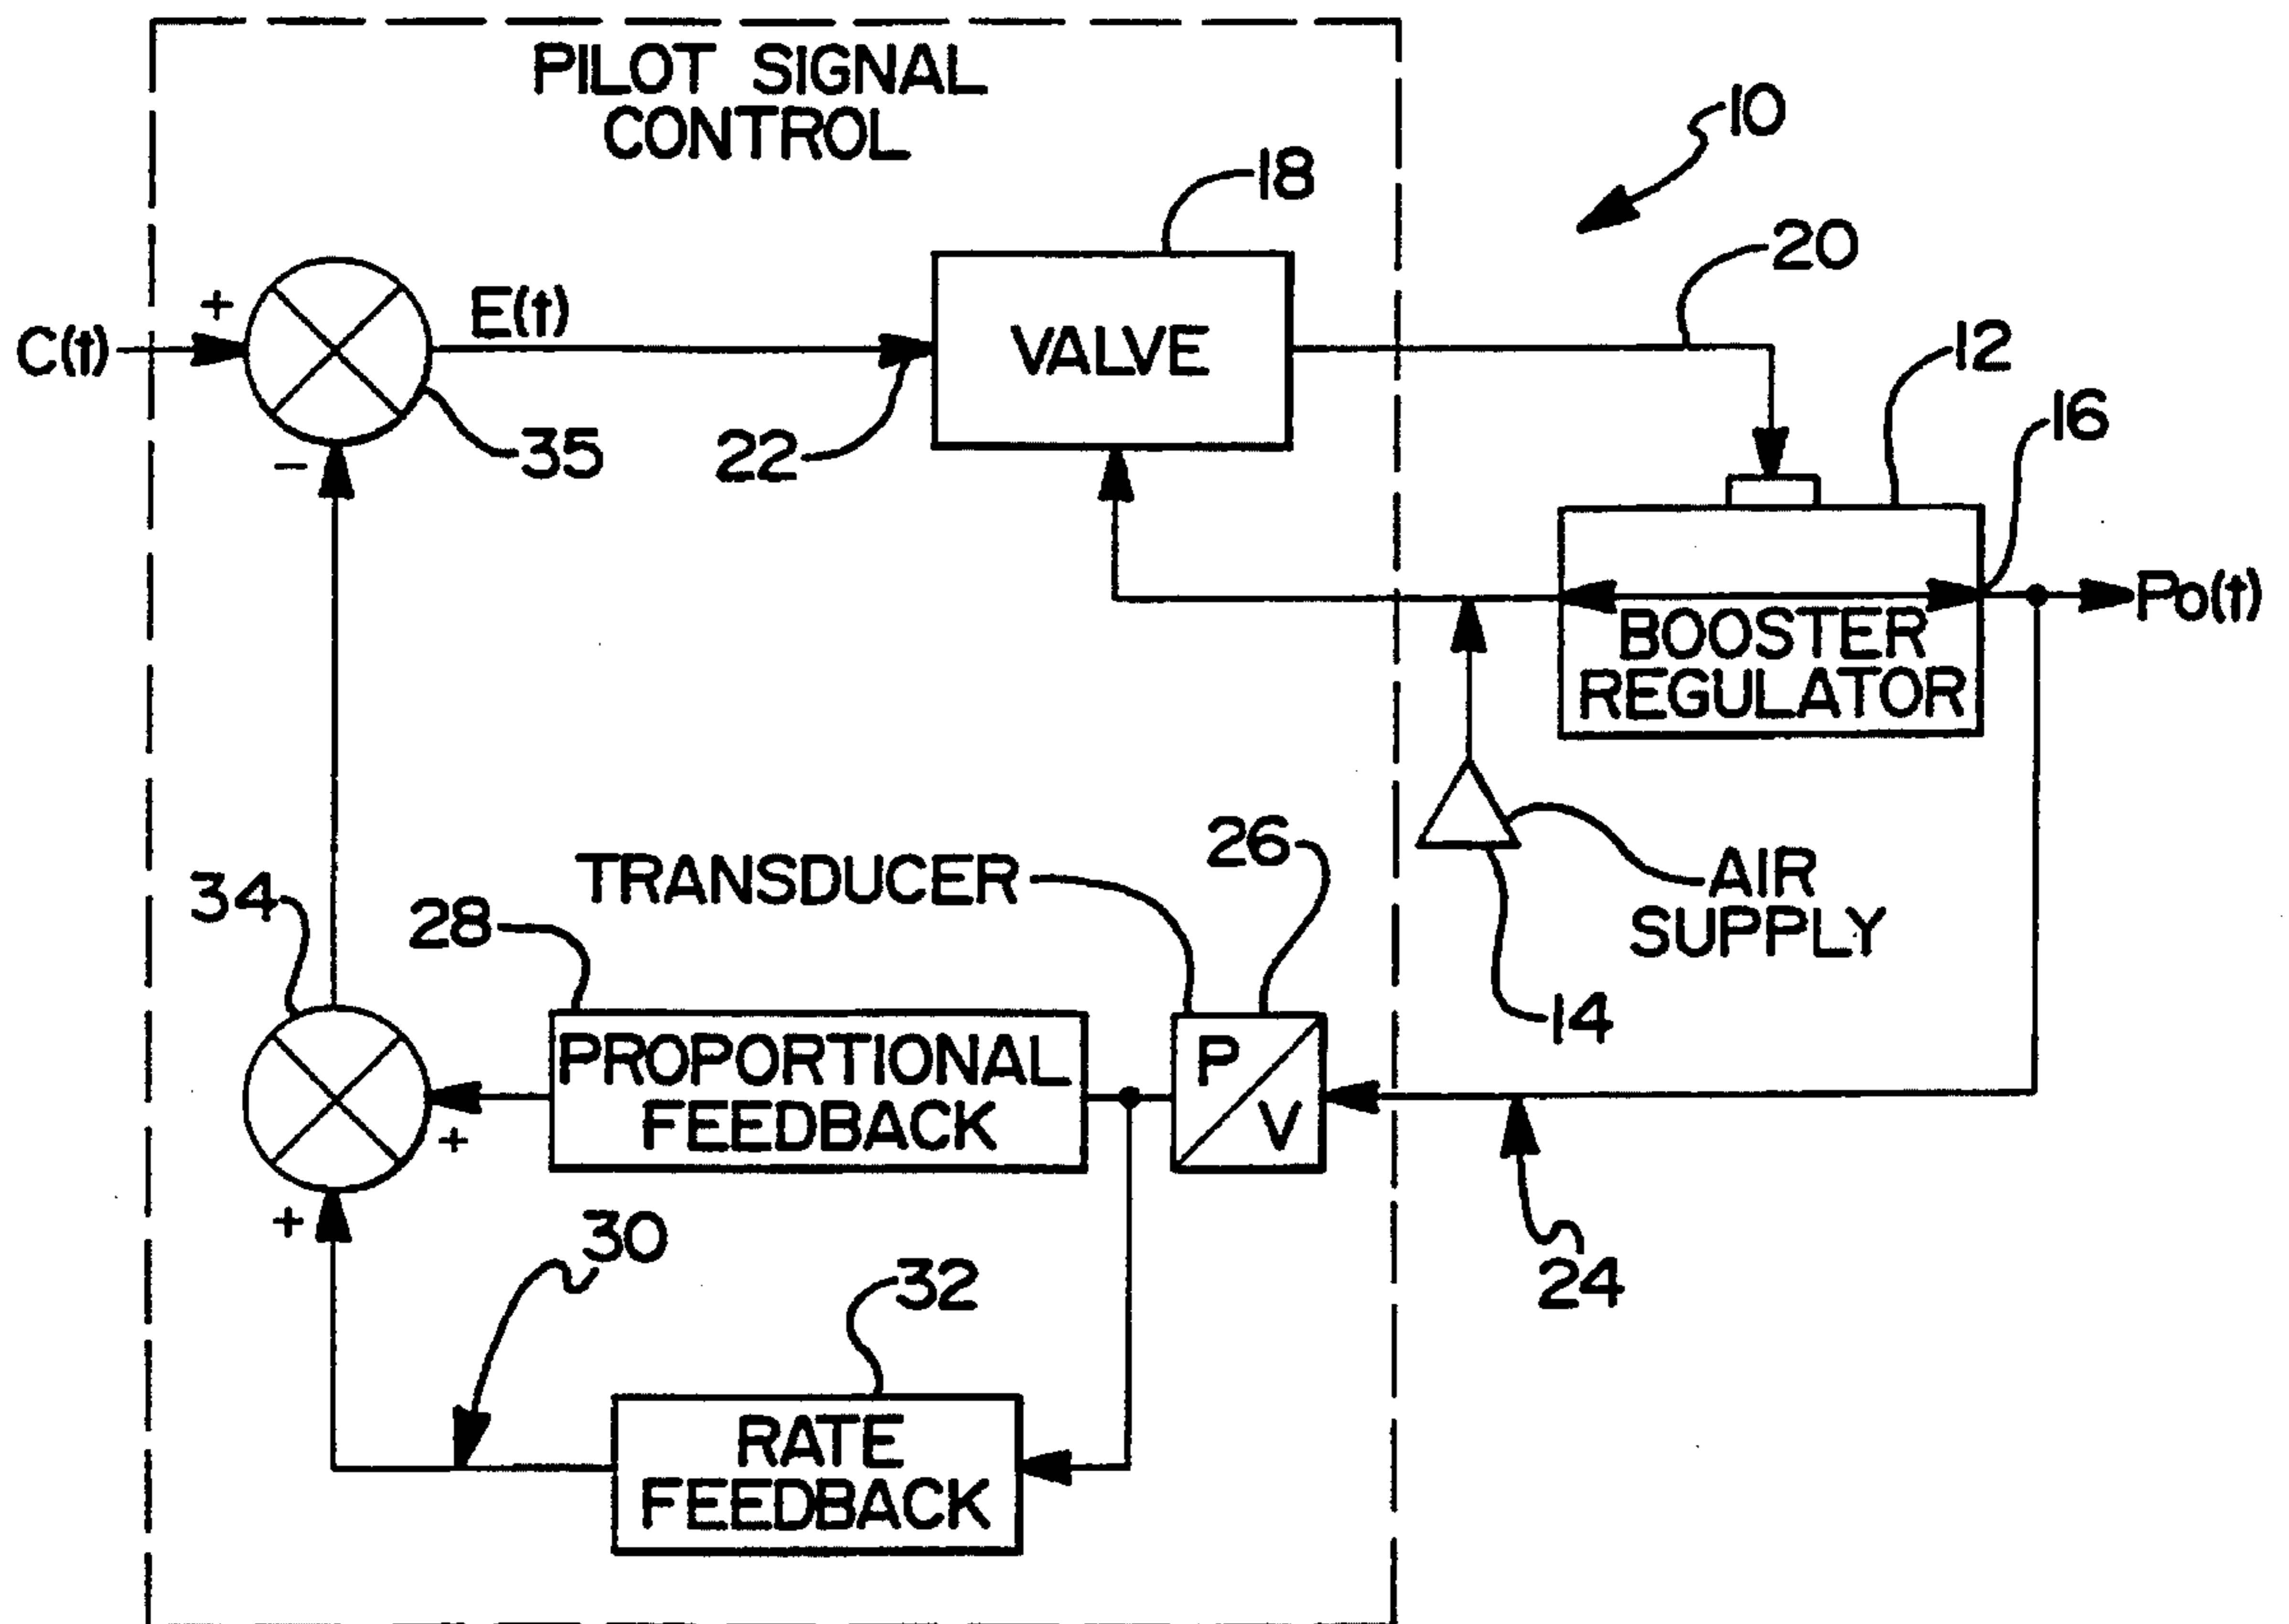 PILOT SIGNAL
CONTROL
10
18
20
C(t)
+
E(t)
VALVE
12
16
−
35
22
Po(t)
BOOSTER
REGULATOR
26
TRANSDUCER
AIR
SUPPLY
34
28
14
PROPORTIONAL
FEEDBACK
P
V
+
+
30
32
24
RATE
FEEDBACK